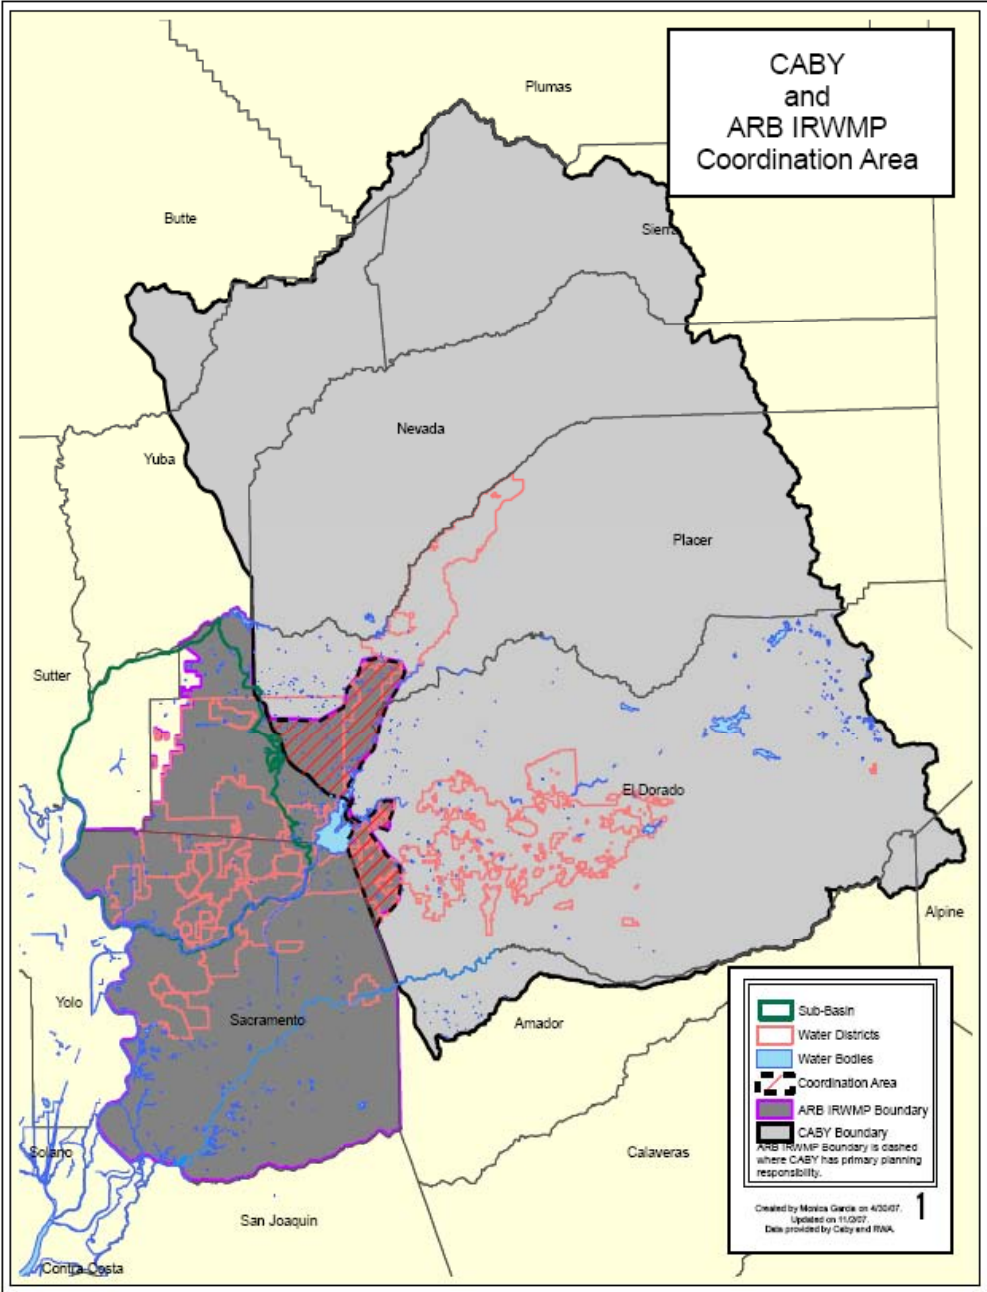 CABY
and
ARB IRWMP
Coordination Area
Plumas
Butte
Sierra
Nevada
Yuba
Placer
Sutter
El Dorado
Alpine
Yolo
Sacramento
Amador
Solano
Calaveras
San Joaquin
Contra Costa
Sub-Basin
Water Districts
Water Bodies
Coordination Area
ARB IRWMP Boundary
CABY Boundary
ARB IRWMP Boundary is dashed
where CABY has primary planning
responsibility.
Created by Monica Garcia on 4/30/07.
Updated on 11/2/07.
Data provided by Caby and RWA.
1